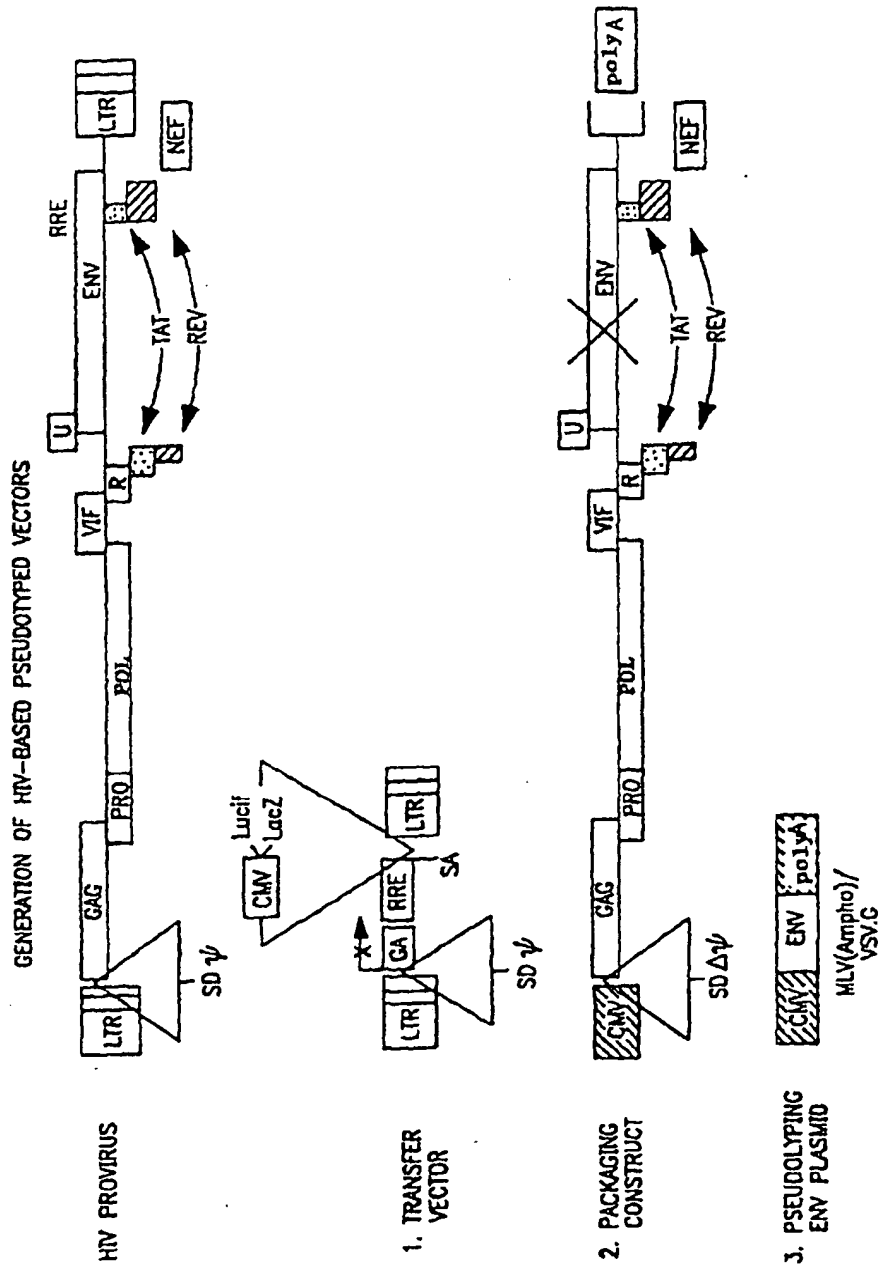 GENERATION OF HIV-BASED PSEUDOTYPED VECTORS
HIV PROVIRUS
LTR
SD ψ
GAG
PRO
POL
VIF
R
U
TAT
REV
ENV
RRE
NEF
LTR
1. TRANSFER
VECTOR
LTR
SD ψ
X
GA
RRE
SA
CMV
Lucif
LacZ
LTR
2. PACKAGING
CONSTRUCT
CMV
SD Δψ
GAG
PRO
POL
VIF
R
U
TAT
REV
ENV
NEF
polyA
3. PSEUDOLYPING
ENV PLASMID
CMV
ENV
polyA
MLV(Ampho)/
VSV.G